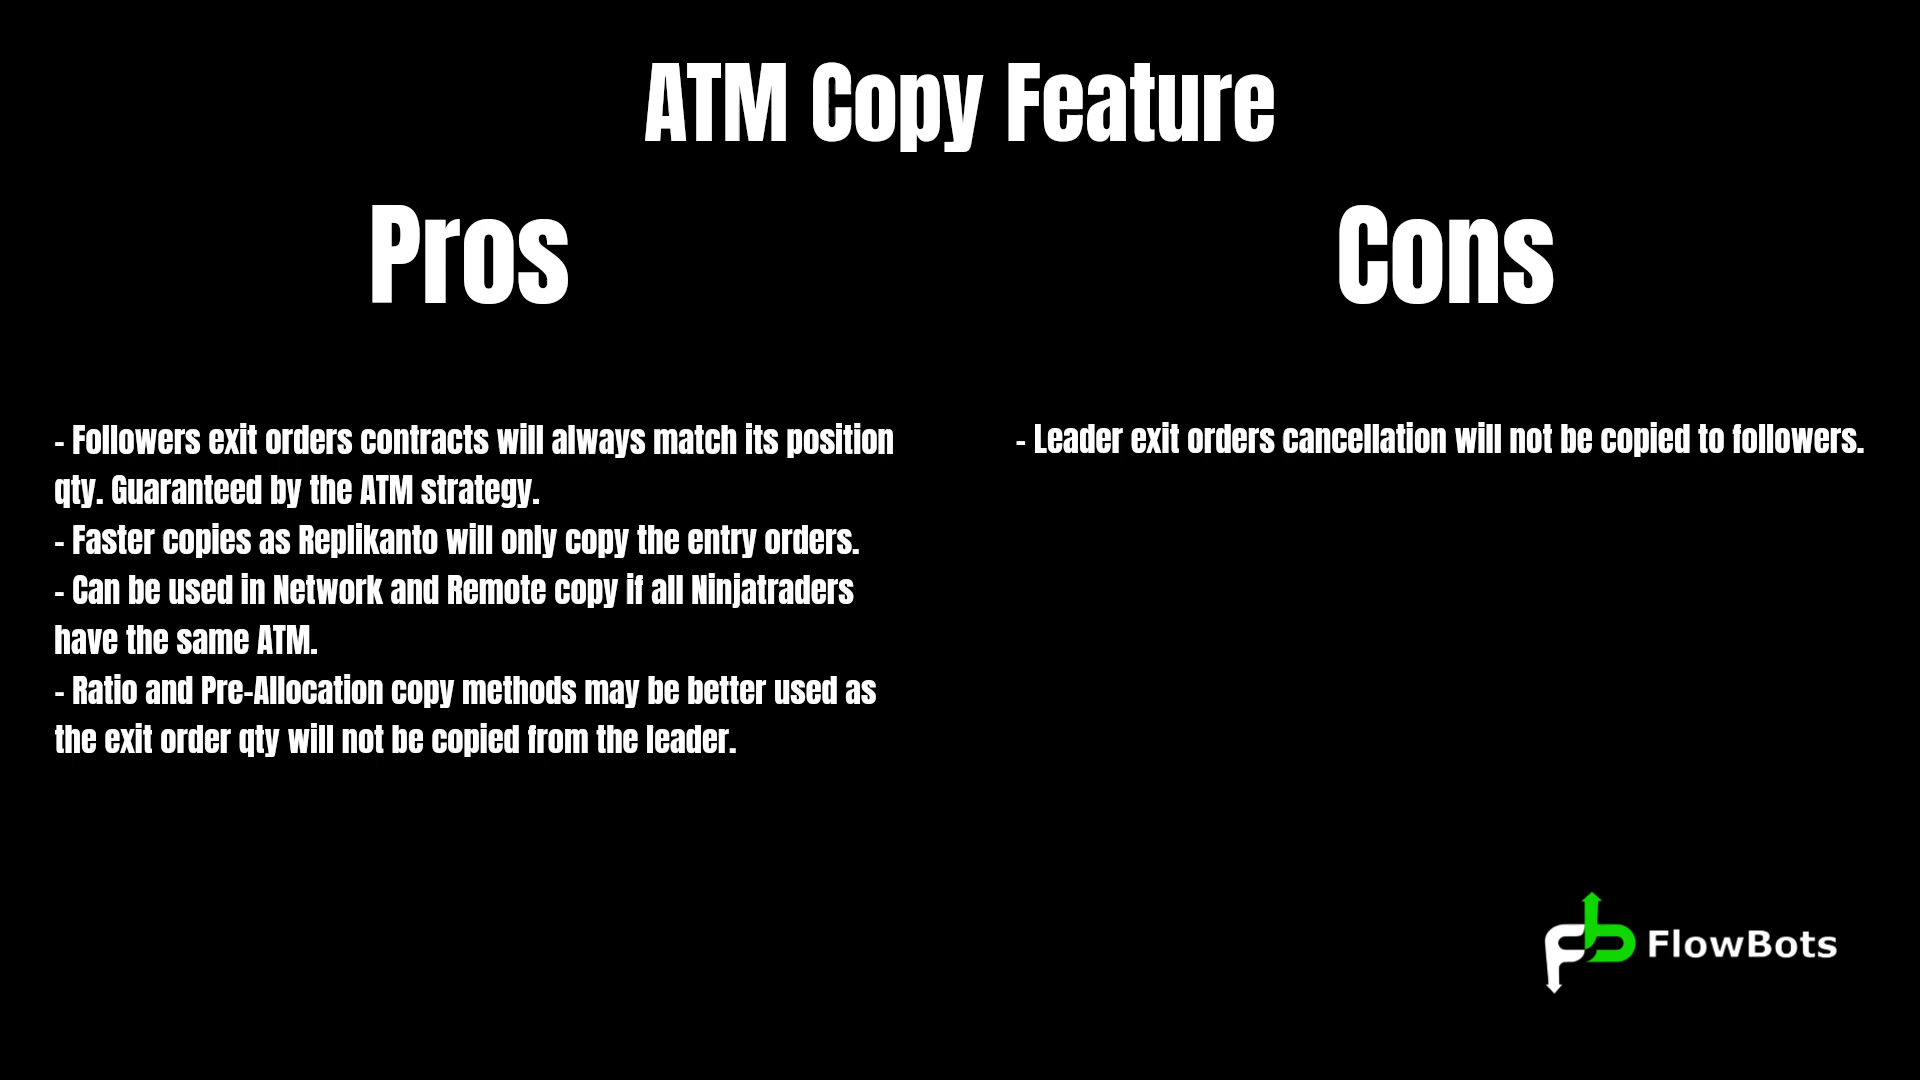 ATM Copy Feature
Pros
- Followers exit orders contracts will always match its position
qty. Guaranteed by the ATM strategy.
- Faster copies as Replikanto will only copy the entry orders.
- Can be used in Network and Remote copy if all Ninjatraders
have the same ATM.
- Ratio and Pre-Allocation copy methods may be better used as
the exit order qty will not be copied from the leader.
Cons
- Leader exit orders cancellation will not be copied to followers.
FlowBots